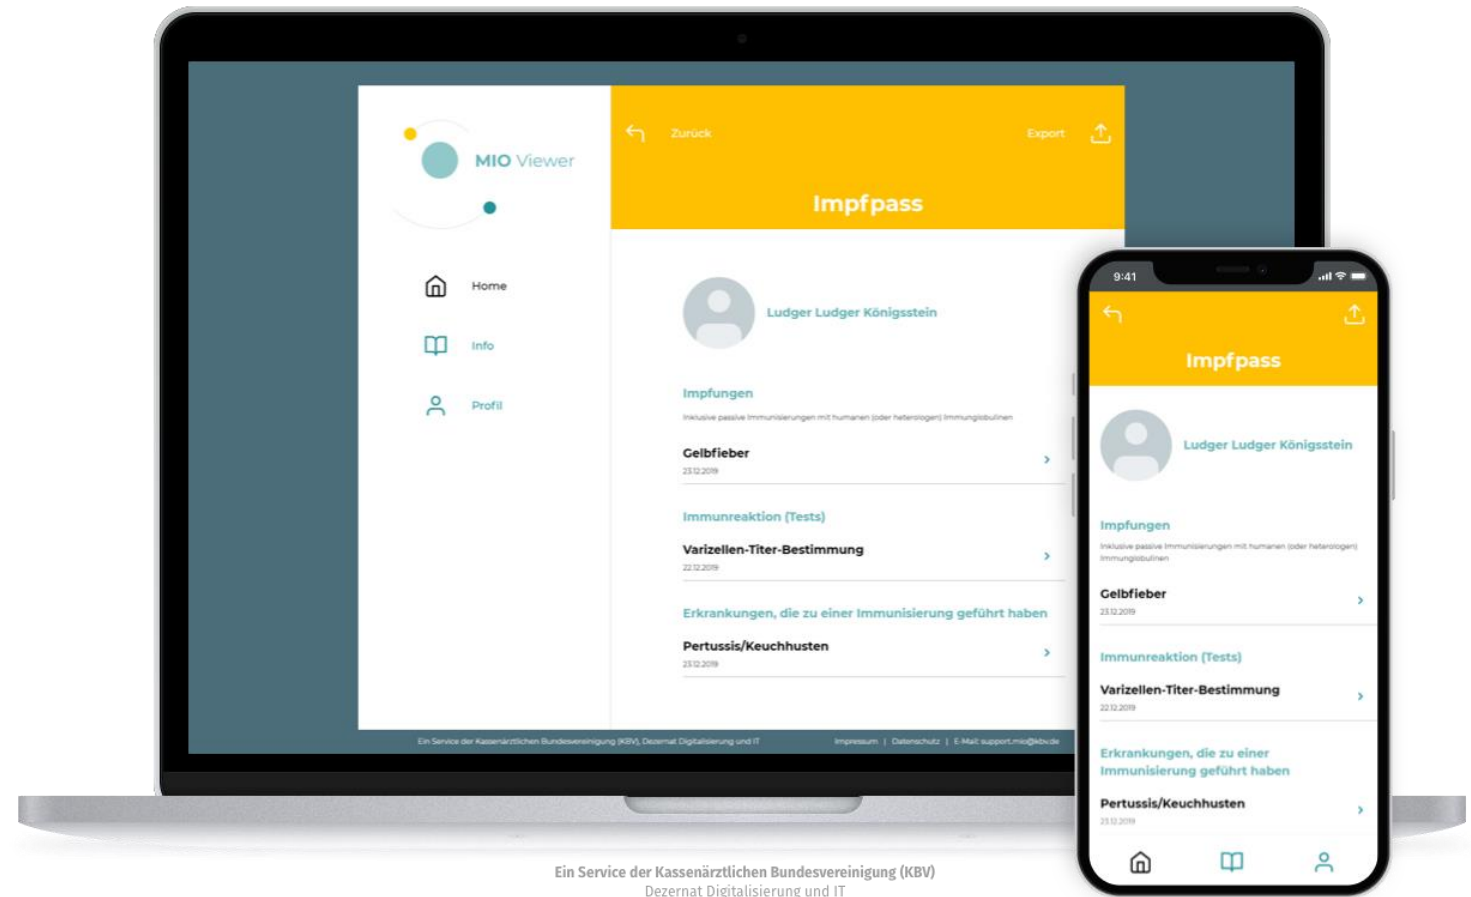 MIO Viewer
Home
Info
Profil
Zurück
Export
Impfpass
Ludger Ludger Königsstein
Impfungen
Inklusive passive Immunisierungen mit humanen (oder heterologen) Immunglobulinen
Gelbfieber
23.12.2019
Immunreaktion (Tests)
Varizellen-Titer-Bestimmung
22.12.2019
Erkrankungen, die zu einer Immunisierung geführt haben
Pertussis/Keuchhusten
23.12.2019
Ein Service der Kassenärztlichen Bundesvereinigung (KBV), Dezernat Digitalisierung und IT
Impressum | Datenschutz | E-Mail: support.mio@kbv.de
9:41
Impfpass
Ludger Ludger Königsstein
Impfungen
Inklusive passive Immunisierungen mit humanen (oder heterologen)
Immunglobulinen
Gelbfieber
23.12.2019
Immunreaktion (Tests)
Varizellen-Titer-Bestimmung
22.12.2019
Erkrankungen, die zu einer
Immunisierung geführt haben
Pertussis/Keuchhusten
23.12.2019
Ein Service der Kassenärztlichen Bundesvereinigung (KBV)
Dezernat Digitalisierung und IT